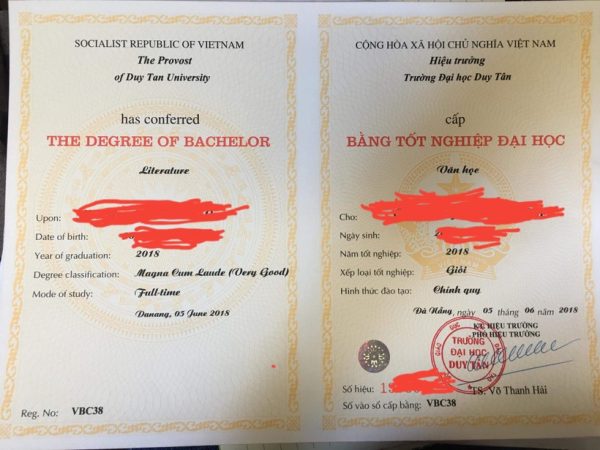 SOCIALIST REPUBLIC OF VIETNAM
The Provost
of Duy Tan University
has conferred
THE DEGREE OF BACHELOR
Literature
Upon:
Date of birth:
Year of graduation: 2018
Degree classification: Magna Cum Laude (Very Good)
Mode of study: Full-time
Danang, 05 June 2018
Reg. No: VBC38
CỘNG HÒA XÃ HỘI CHỦ NGHĨA VIỆT NAM
Hiệu trưởng
Trường Đại học Duy Tân
cấp
BẰNG TỐT NGHIỆP ĐẠI HỌC
Văn học
Cho:
Ngày sinh:
Năm tốt nghiệp: 2018
Xếp loại tốt nghiệp: Giỏi
Hình thức đào tạo: Chính quy
Đà Nẵng, ngày 05 tháng 06 năm 2018
KT. HIỆU TRƯỞNG
PHÓ HIỆU TRƯỞNG
TRƯỜNG
ĐẠI HỌC
DUY TÂN
Số hiệu:
TS. Võ Thanh Hải
Số vào sổ cấp bằng: VBC38